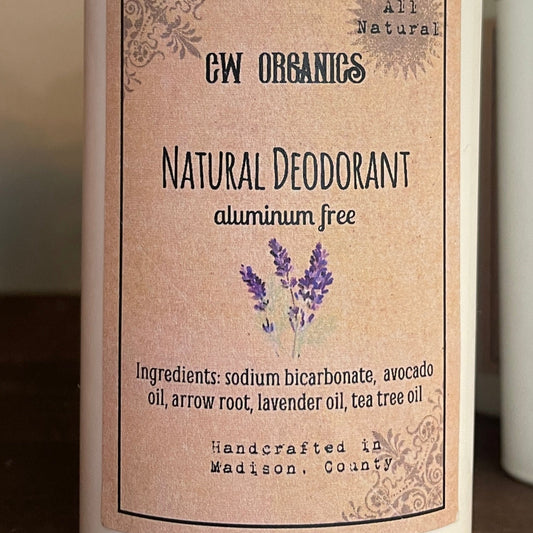 All
Natural
CW ORGANICS
NATURAL DEODORANT
aluminum free
Ingredients: sodium bicarbonate, avocado
oil, arrow root, lavender oil, tea tree oil
Handcrafted in
Madison, County